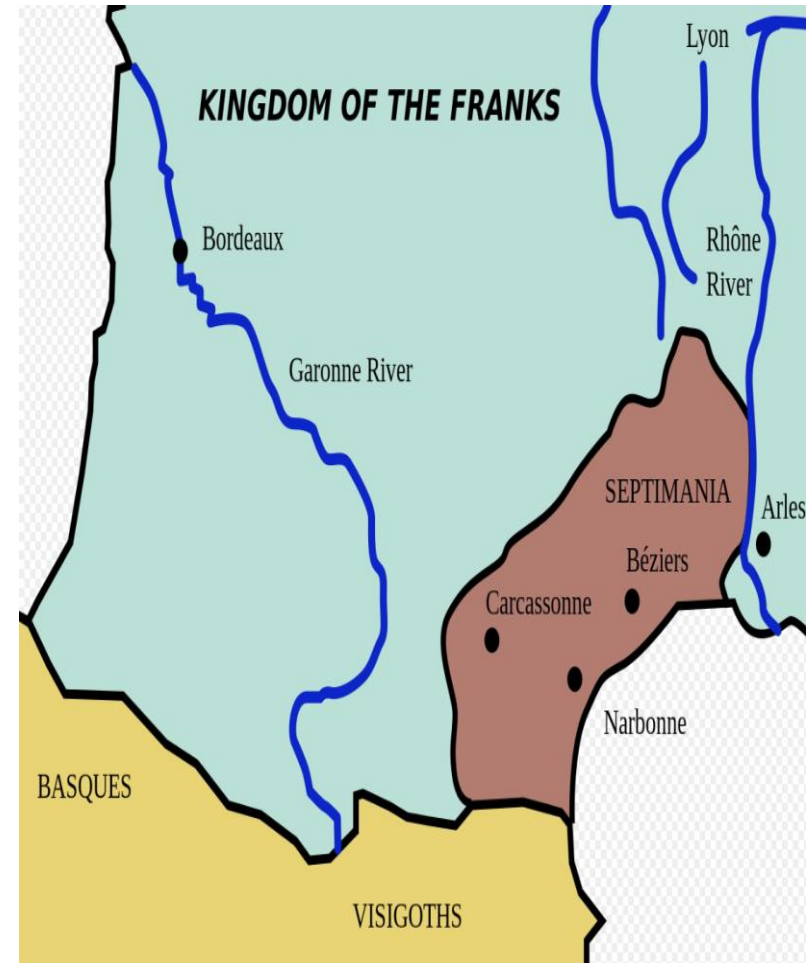 Lyon
KINGDOM OF THE FRANKS
Bordeaux
Rhône
River
Garonne River
SEPTIMANIA
Arles
Béziers
Carcassonne
Narbonne
BASQUES
VISIGOTHS